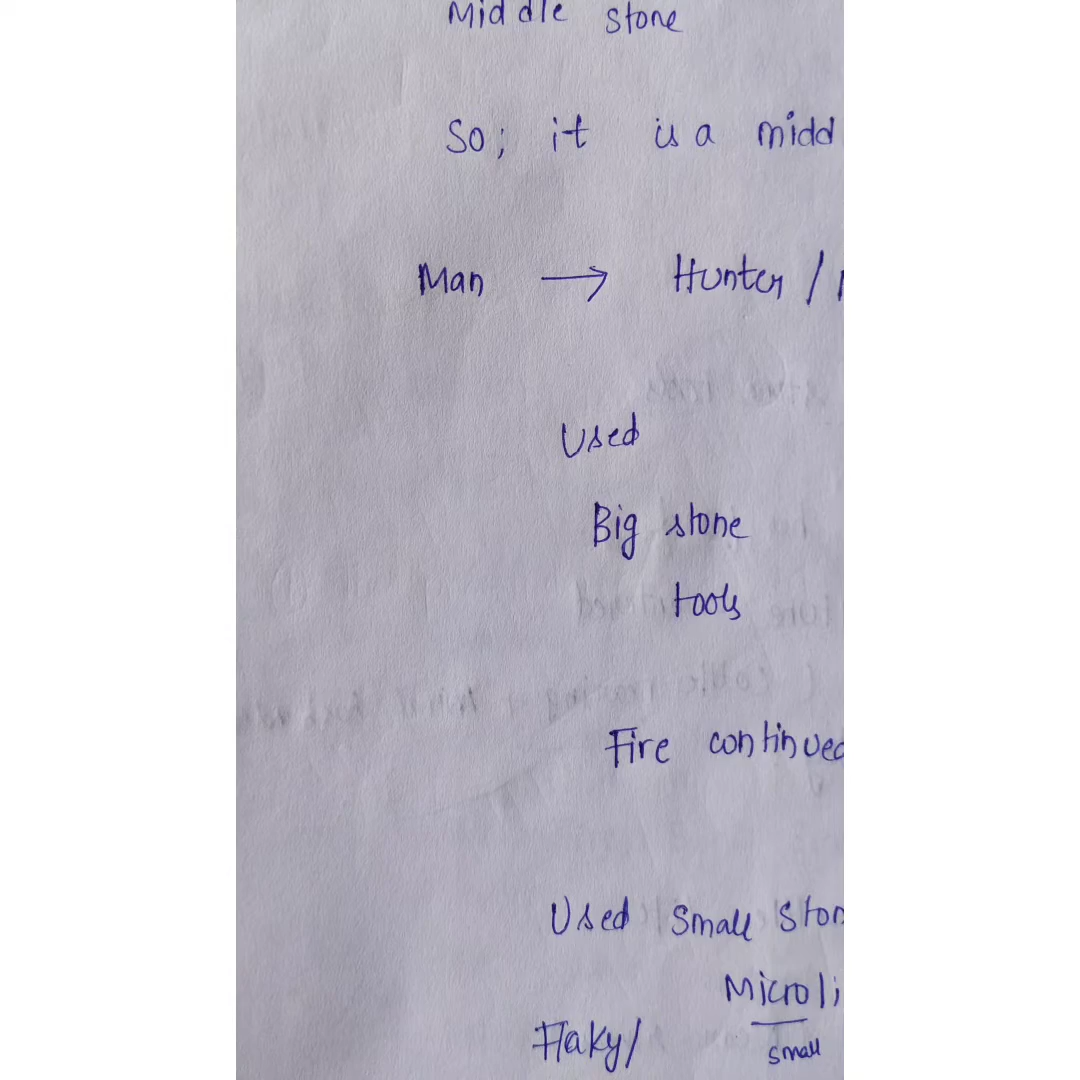 Middle stone
So; it is a midd
Man → Hunter /
Used
Big stone
tools
Fire continued
Used small ston
Microli
Flaky/
small